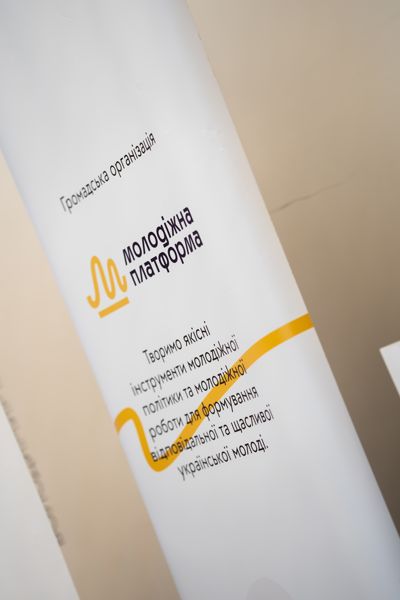 Громадська організація
молодіжна
платформа
Творимо якісні
інструменти молодіжної
політики та молодіжної
роботи для формування
відповідальної та щасливої
української молоді.